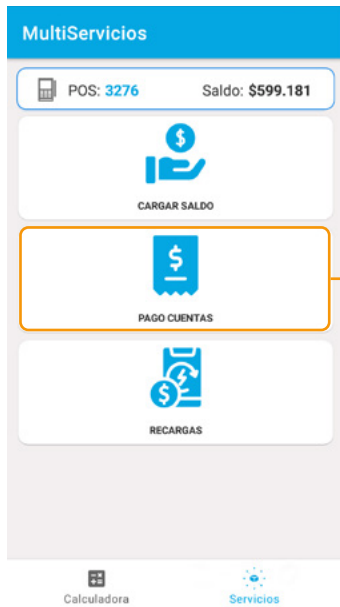 MultiServicios
POS: 3276 Saldo: $599.181
CARGAR SALDO
PAGO CUENTAS
RECARGAS
Calculadora Servicios